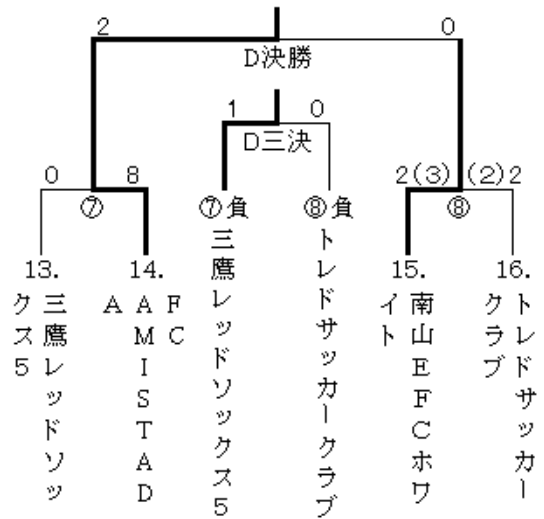 2
0
D決勝
1
0
D三決
0
8
⑦
⑦負
⑧負
2(3)
(2)2
⑧
三鷹レッドソックス5
トレドサッカークラブ
13.
14.
15.
16.
三鷹レッドソッ
クス5
FC
AMISTAD
A
南山EFCホワ
イト
トレドサッカー
クラブ